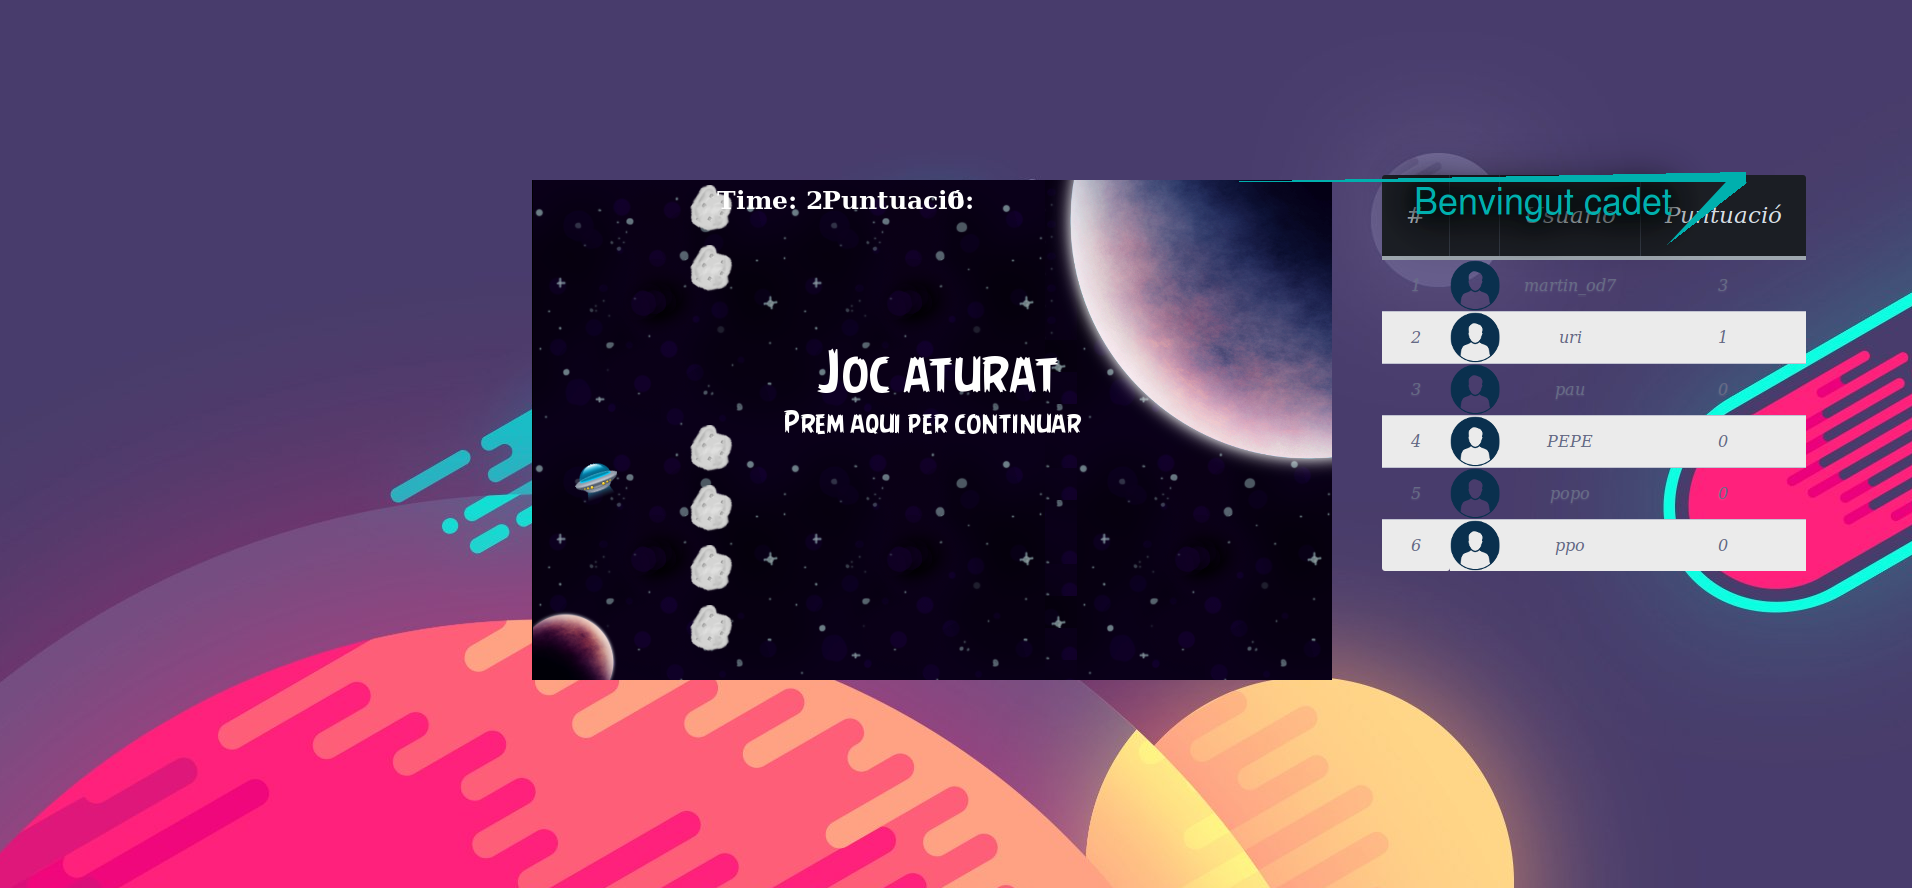 Time: 2Puntuació:
Joc aturat
Prem aqui per continuar
Benvingut cadet
# Usuario Puntuació
1 martin_od7 3
2 uri 1
3 pau 0
4 PEPE 0
5 popo 0
6 ppo 0